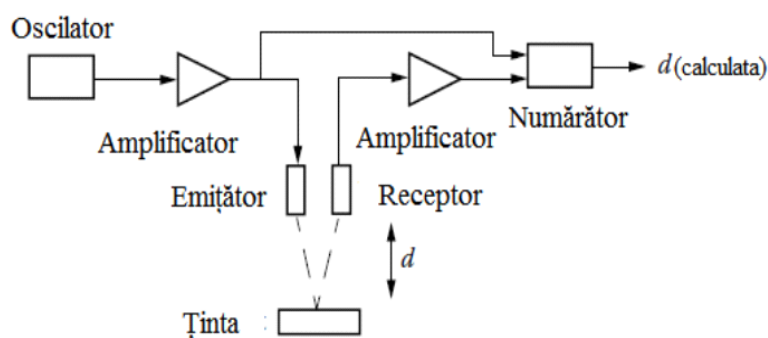 Oscilator
d(calculata)
Numărător
Amplificator
Amplificator
Emițător
Receptor
d
Ținta